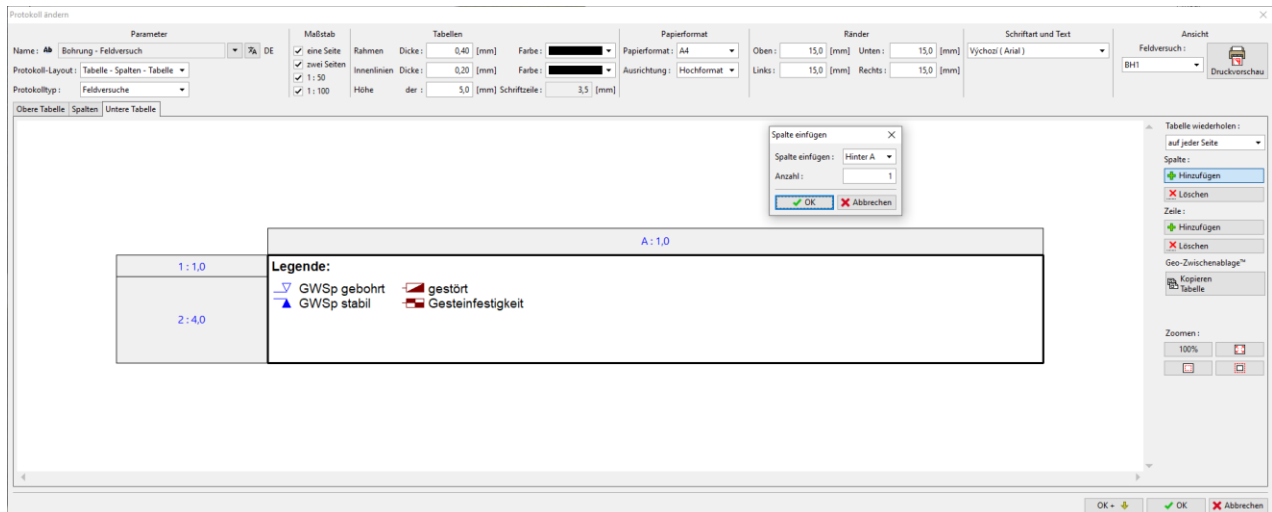 Protokoll ändern
Parameter Maßstab Tabellen Papierformat Ränder Schriftart und Text Ansicht
Name : Ab Bohrung - Feldversuch DE eine Seite Rahmen Dicke : 0,40 [mm] Farbe : Papierformat : A4 Oben : 15,0 [mm] Unten : 15,0 [mm] Výchozí ( Arial ) Feldversuch :
Protokoll-Layout : Tabelle - Spalten - Tabelle zwei Seiten Innenlinien Dicke : 0,20 [mm] Farbe : Ausrichtung : Hochformat Links : 15,0 [mm] Rechts : 15,0 [mm] BH1 Druckvorschau
1 : 50
Protokolltyp : Feldversuche 1 : 100 Höhe der : 5,0 [mm] Schriftzeile : 3,5 [mm]
Obere Tabelle Spalten Untere Tabelle
Spalte einfügen
Spalte einfügen : Hinter A
Anzahl : 1
OK Abbrechen
A : 1,0
1 : 1,0
2 : 4,0
Legende:
GWSp gebohrt gestört
GWSp stabil Gesteinfestigkeit
Tabelle wiederholen :
auf jeder Seite
Spalte :
Hinzufügen
Löschen
Zeile :
Hinzufügen
Löschen
Geo-Zwischenablage™
Kopieren
Tabelle
Zoomen :
100%
OK + OK Abbrechen